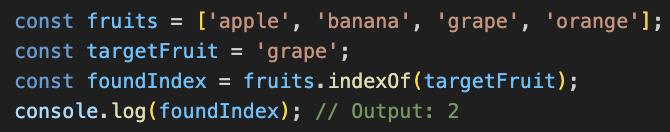 const fruits = ['apple', 'banana', 'grape', 'orange'];
const targetFruit = 'grape';
const foundIndex = fruits.indexOf(targetFruit);
console.log(foundIndex); // Output: 2